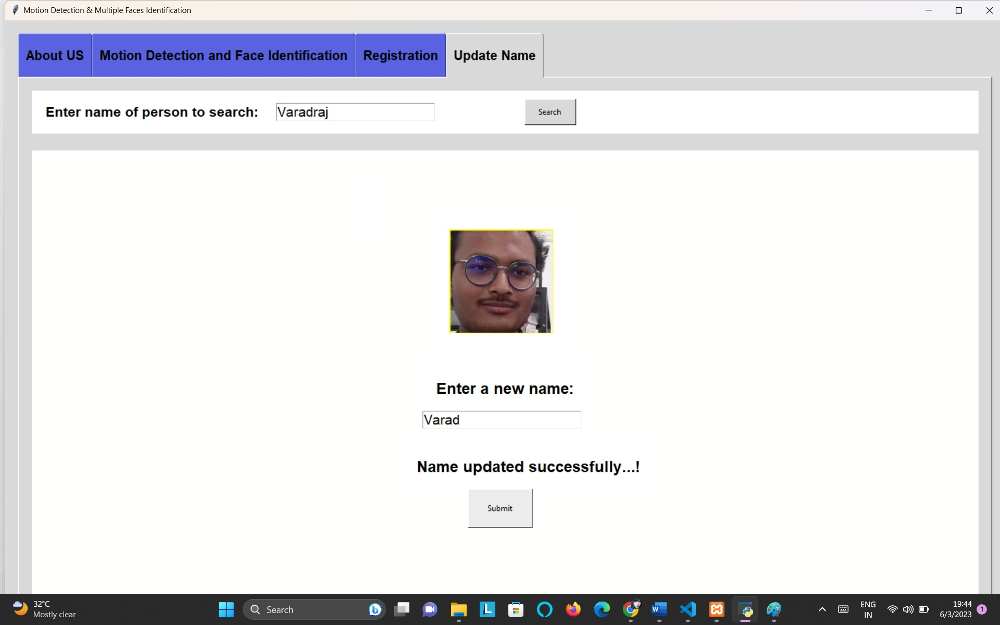 Motion Detection & Multiple Faces Identification
About US
Motion Detection and Face Identification
Registration
Update Name
Enter name of person to search:
Varadraj
Search
Enter a new name:
Varad
Name updated successfully...!
Submit
32°C
Mostly clear
Search
ENG
IN
19:44
6/3/2023
1